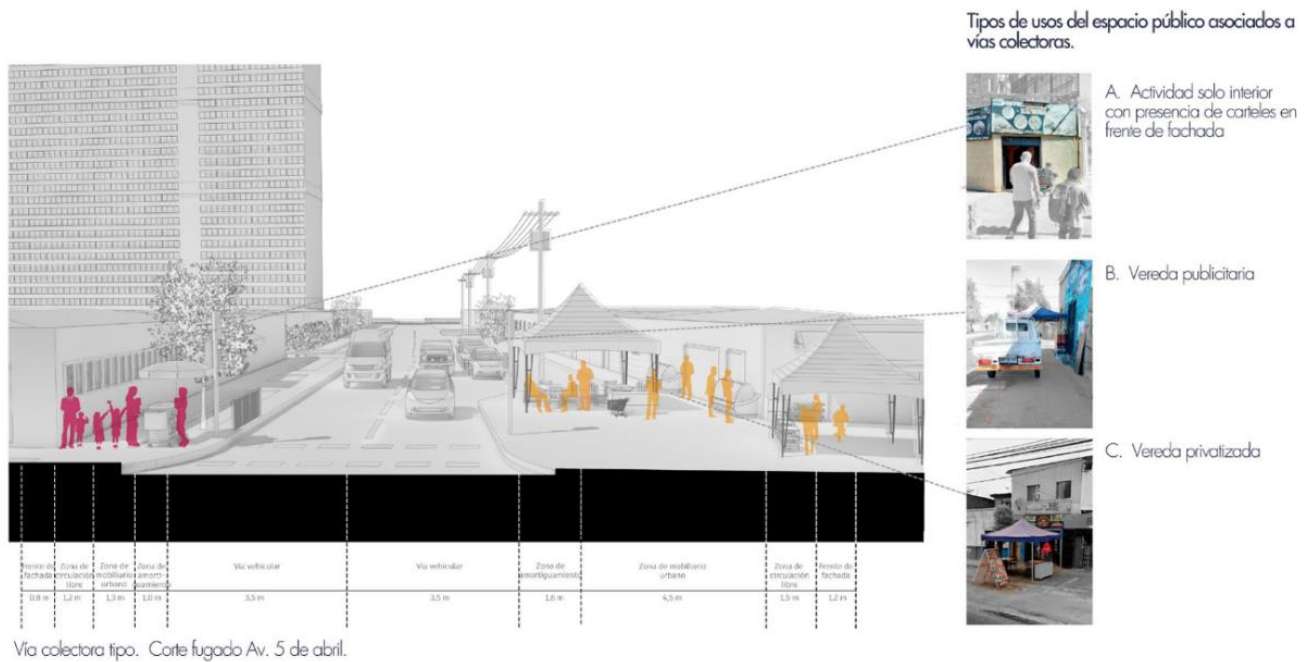 Tipos de usos del espacio público asociados a
vías colectoras.
A. Actividad solo interior
con presencia de carteles en
frente de fachada
B. Vereda publicitaria
C. Vereda privatizada
Frente de
fachada
Zona de
circulación
libre
Zona de
mobiliario
urbano
Zona de
amorti-
guamiento
Vía vehicular
Vía vehicular
Zona de
amortiguamiento
Zona de mobiliario
urbano
Zona de
circulación
libre
Frente de
fachada
0,8 m
1,2 m
1,3 m
1,0 m
3,5 m
3,5 m
1,6 m
4,5 m
1,5 m
1,2 m
Vía colectora tipo. Corte fugado Av. 5 de abril.